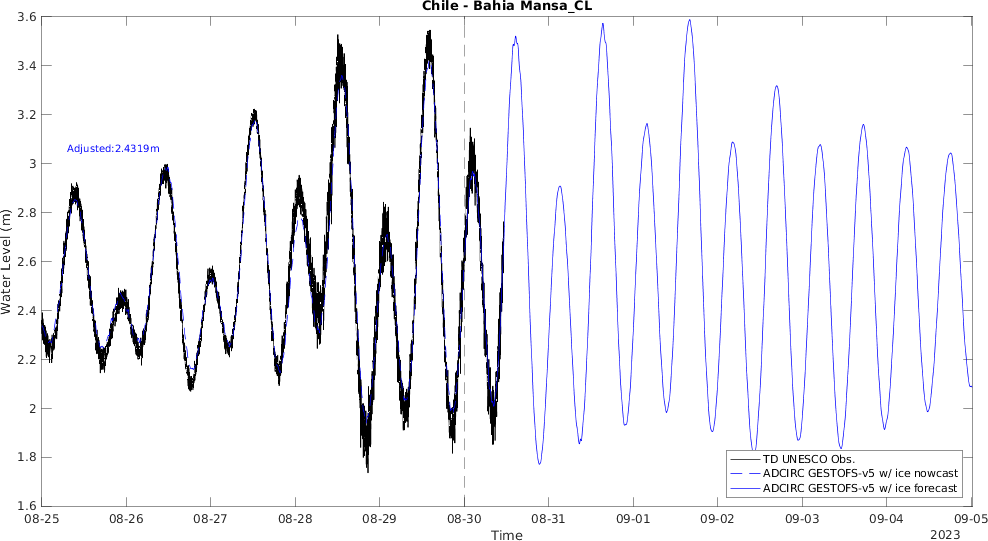 Chile - Bahia Mansa_CL
3.6
3.4
3.2
3
2.8
2.6
2.4
2.2
2
1.8
1.6
Water Level (m)
Adjusted:2.4319m
TD UNESCO Obs.
ADCIRC GESTOFS-v5 w/ ice nowcast
ADCIRC GESTOFS-v5 w/ ice forecast
08-25 08-26 08-27 08-28 08-29 08-30 08-31 09-01 09-02 09-03 09-04 09-05
Time
2023